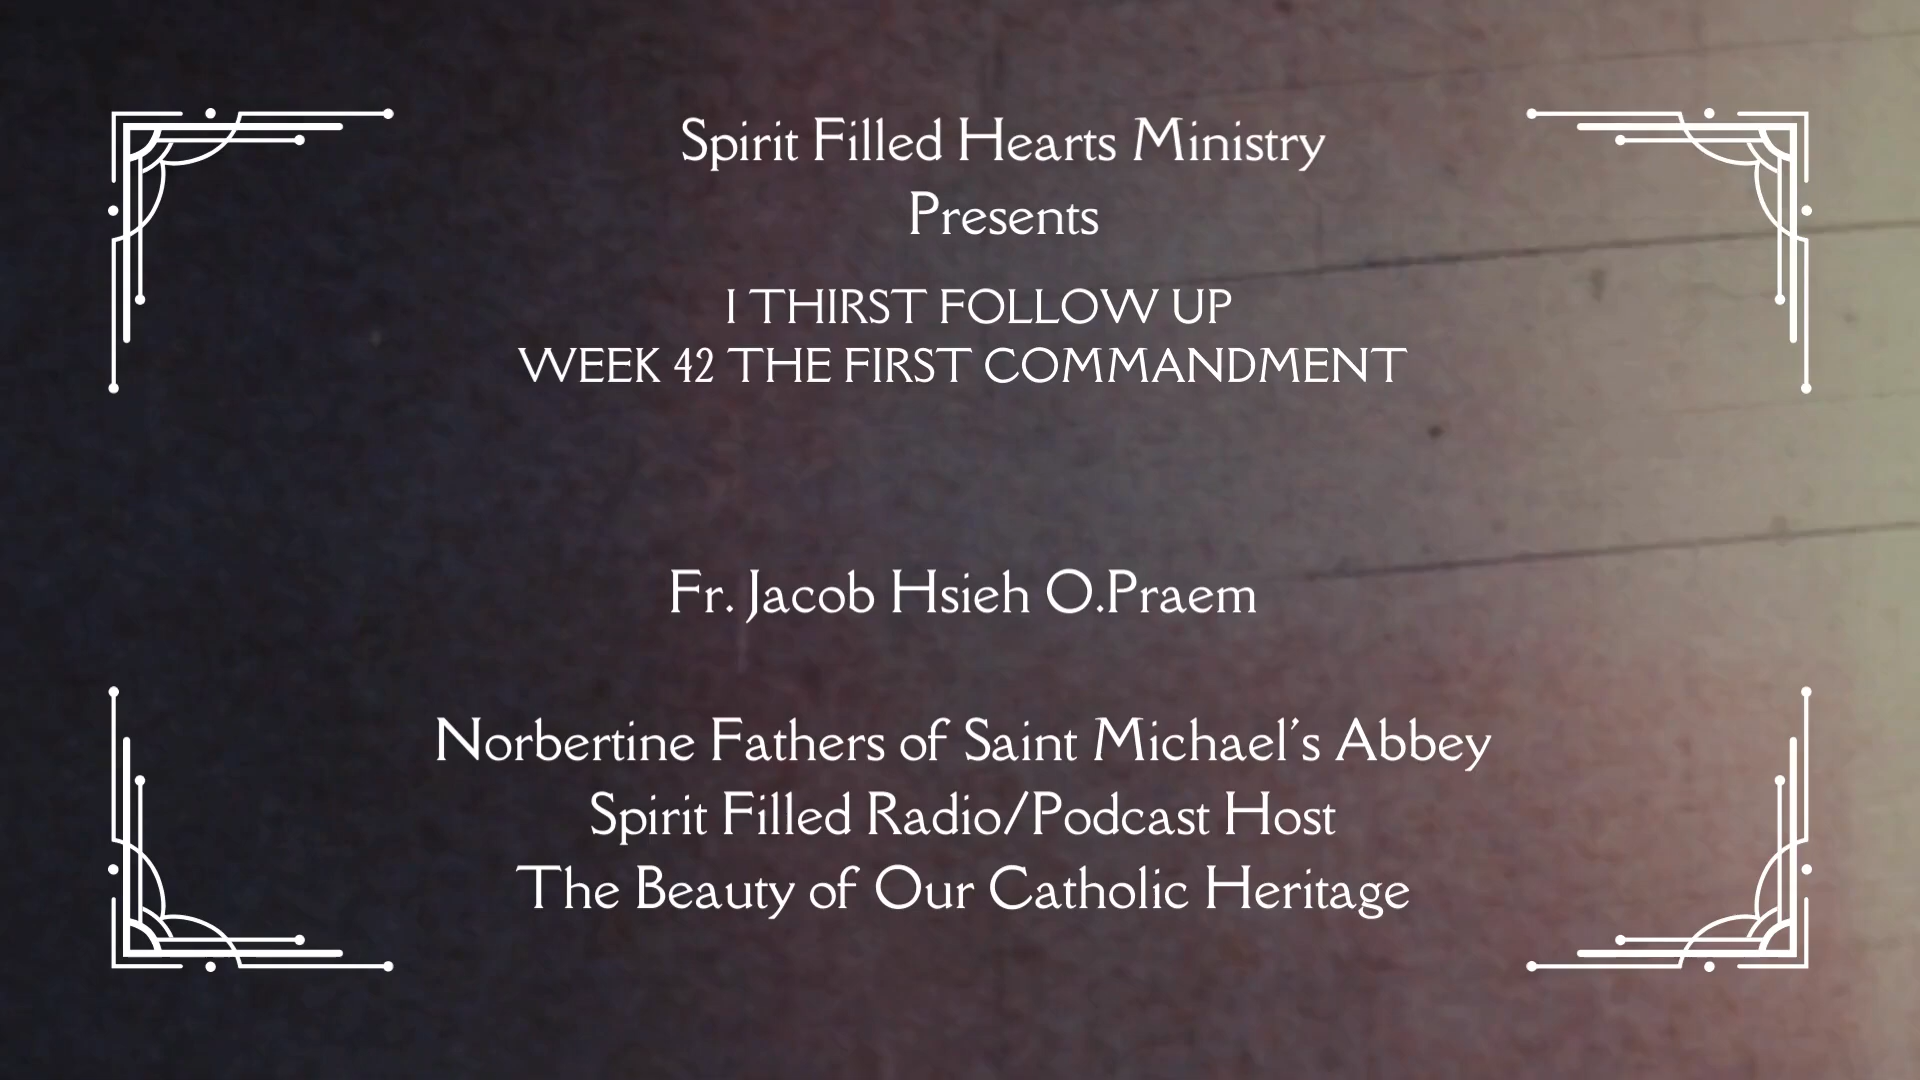 Spirit Filled Hearts Ministry
Presents
I THIRST FOLLOW UP
WEEK 42 THE FIRST COMMANDMENT
Fr. Jacob Hsieh O.Praem
Norbertine Fathers of Saint Michael's Abbey
Spirit Filled Radio/Podcast Host
The Beauty of Our Catholic Heritage